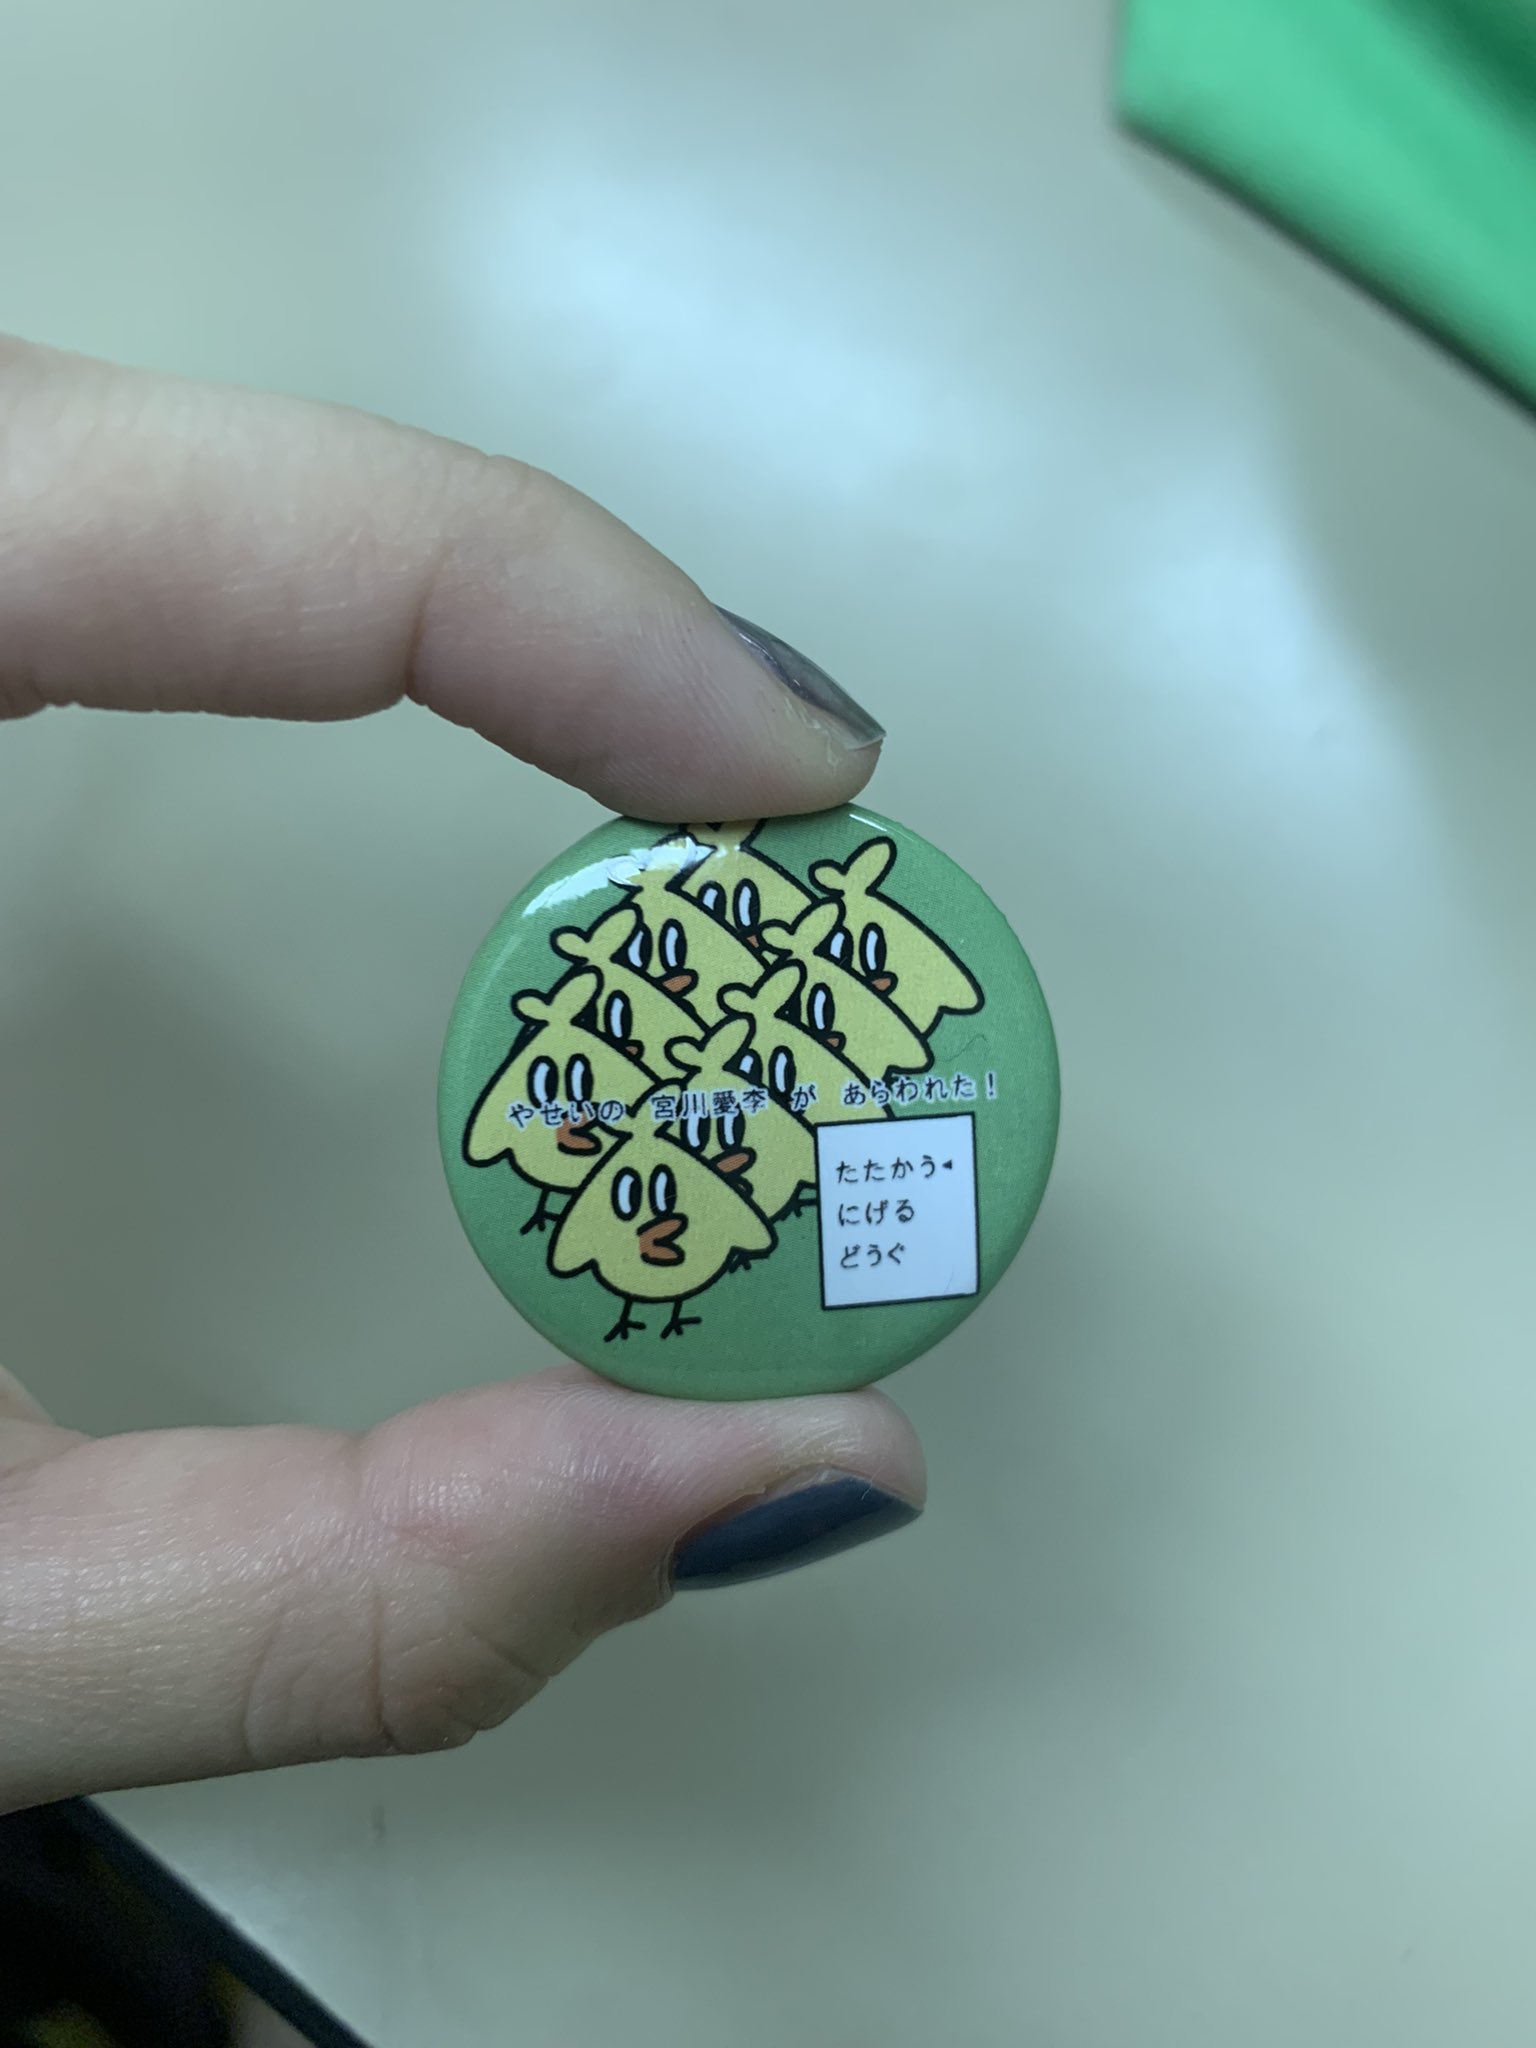 やせいの 宮川愛李 が あらわれた！
たたかう◀
にげる
どうぐ